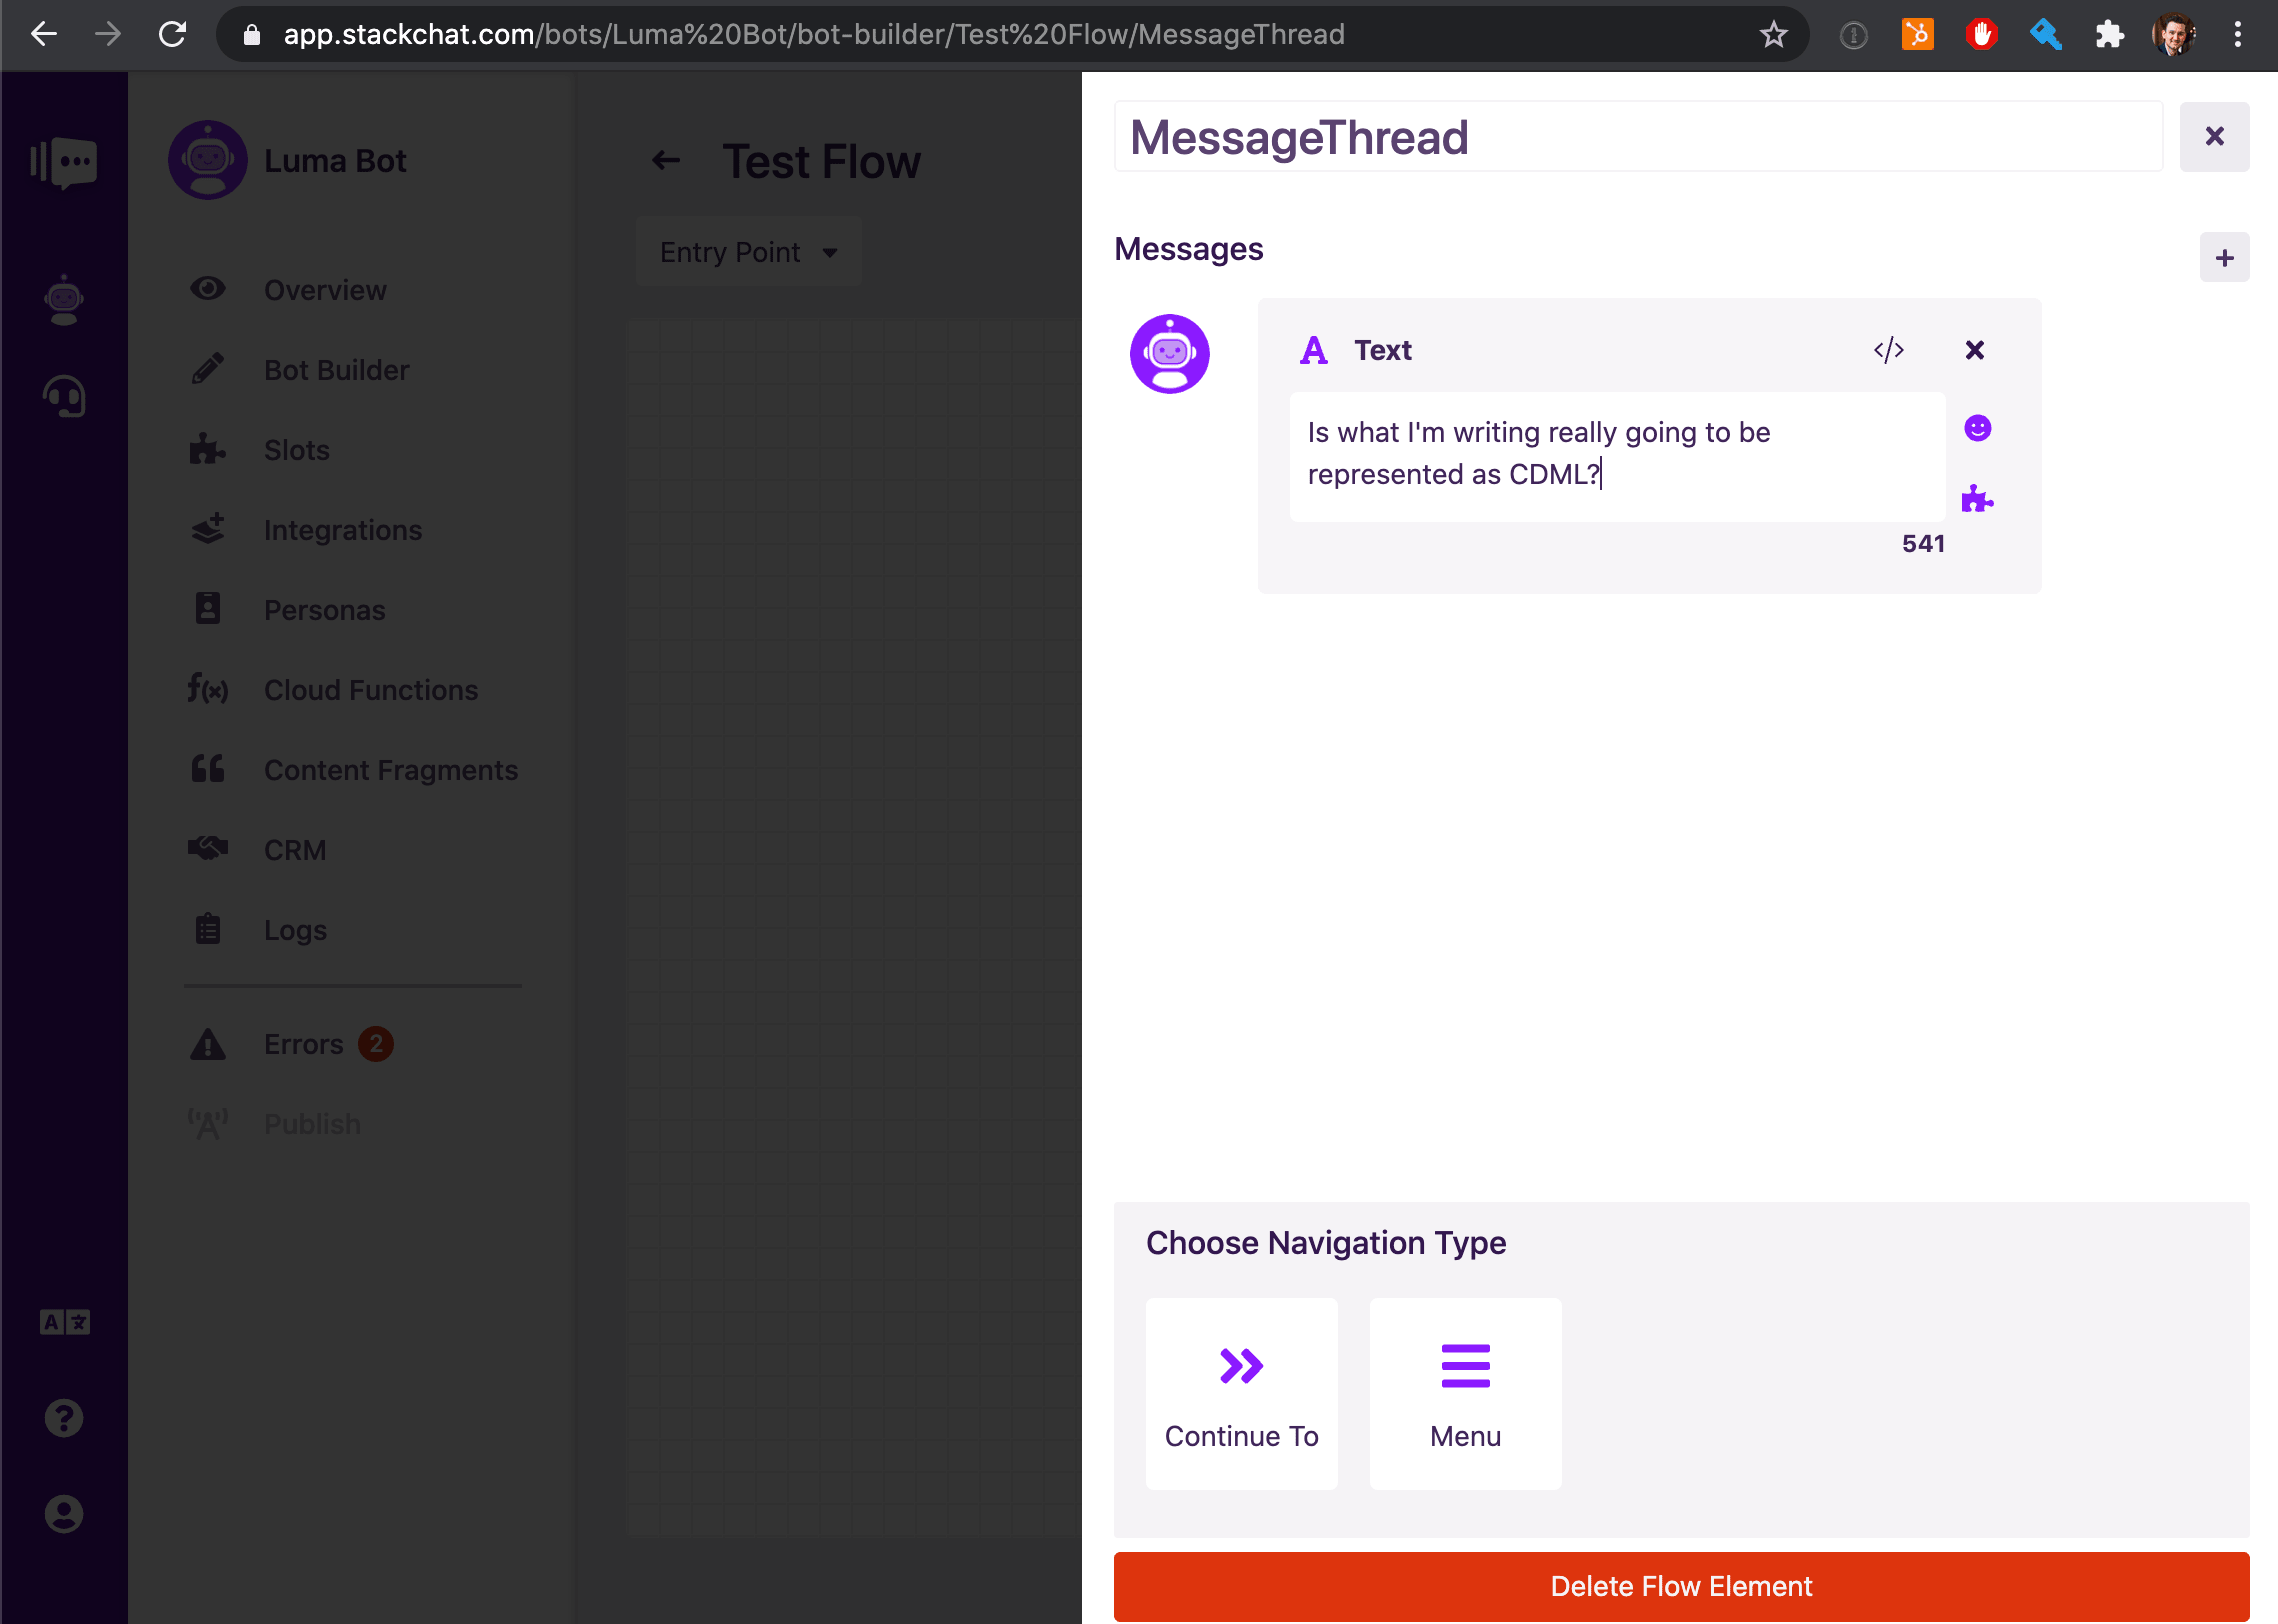 app.stackchat.com/bots/Luma%20Bot/bot-builder/Test%20Flow/MessageThread
Luma Bot
Overview
Bot Builder
Slots
Integrations
Personas
Cloud Functions
Content Fragments
CRM
Logs
Errors 2
Publish
Test Flow
Entry Point
MessageThread
Messages
Text
Is what I'm writing really going to be
represented as CDML?
541
Choose Navigation Type
Continue To
Menu
Delete Flow Element